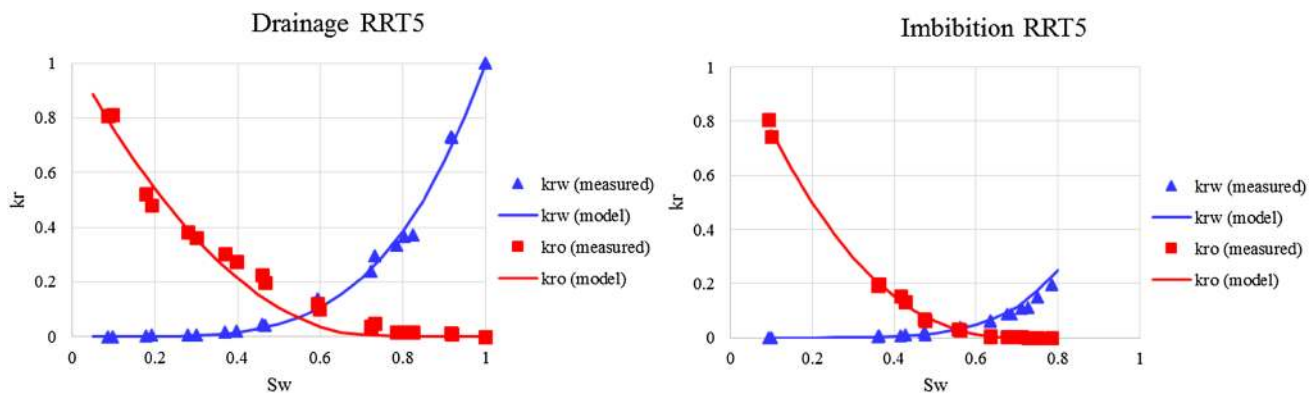 Drainage RRT5
1
0.8
0.6
0.4
0.2
0
kr
0 0.2 0.4 0.6 0.8 1
Sw
krw (measured)
krw (model)
kro (measured)
kro (model)
Imbibition RRT5
1
0.8
0.6
0.4
0.2
0
kr
0 0.2 0.4 0.6 0.8 1
Sw
krw (measured)
krw (model)
kro (measured)
kro (model)